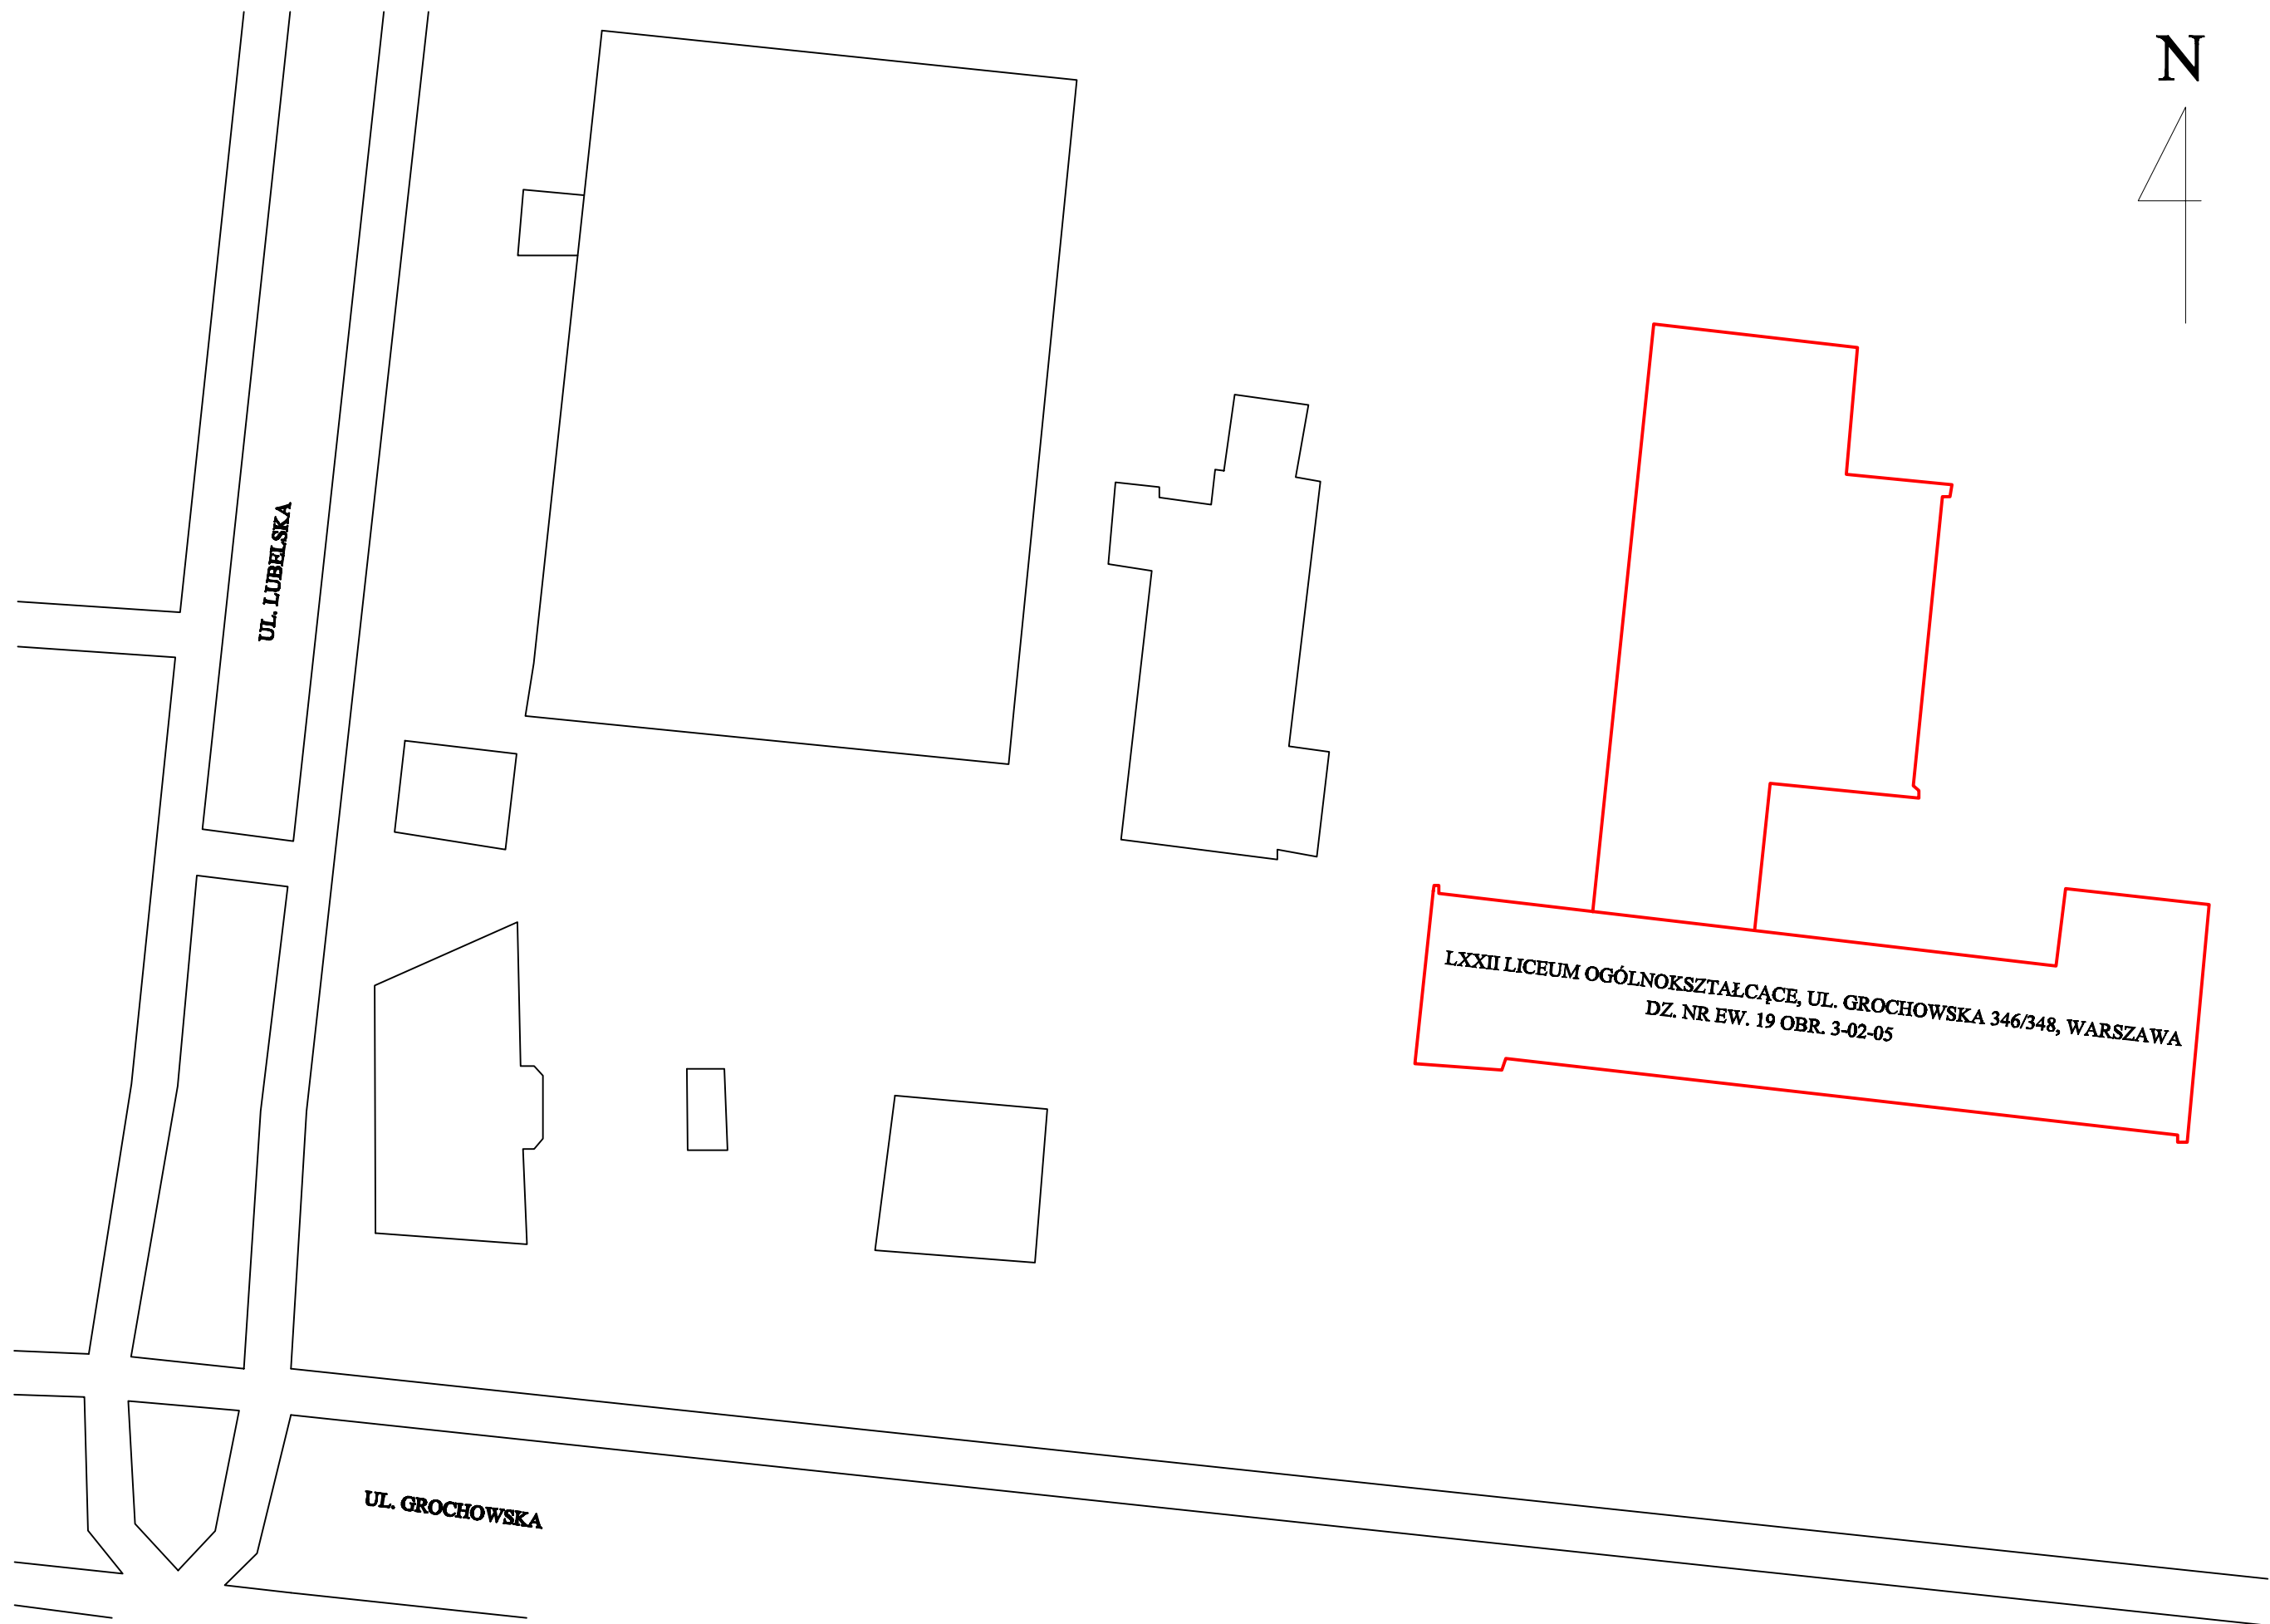 N
UL. LUBELSKA
LXXII LICEUM OGÓLNOKSZTAŁCĄCE, UL. GROCHOWSKA 346/348, WARSZAWA
DZ. NR EW. 19 OBR. 3-02-05
UL. GROCHOWSKA